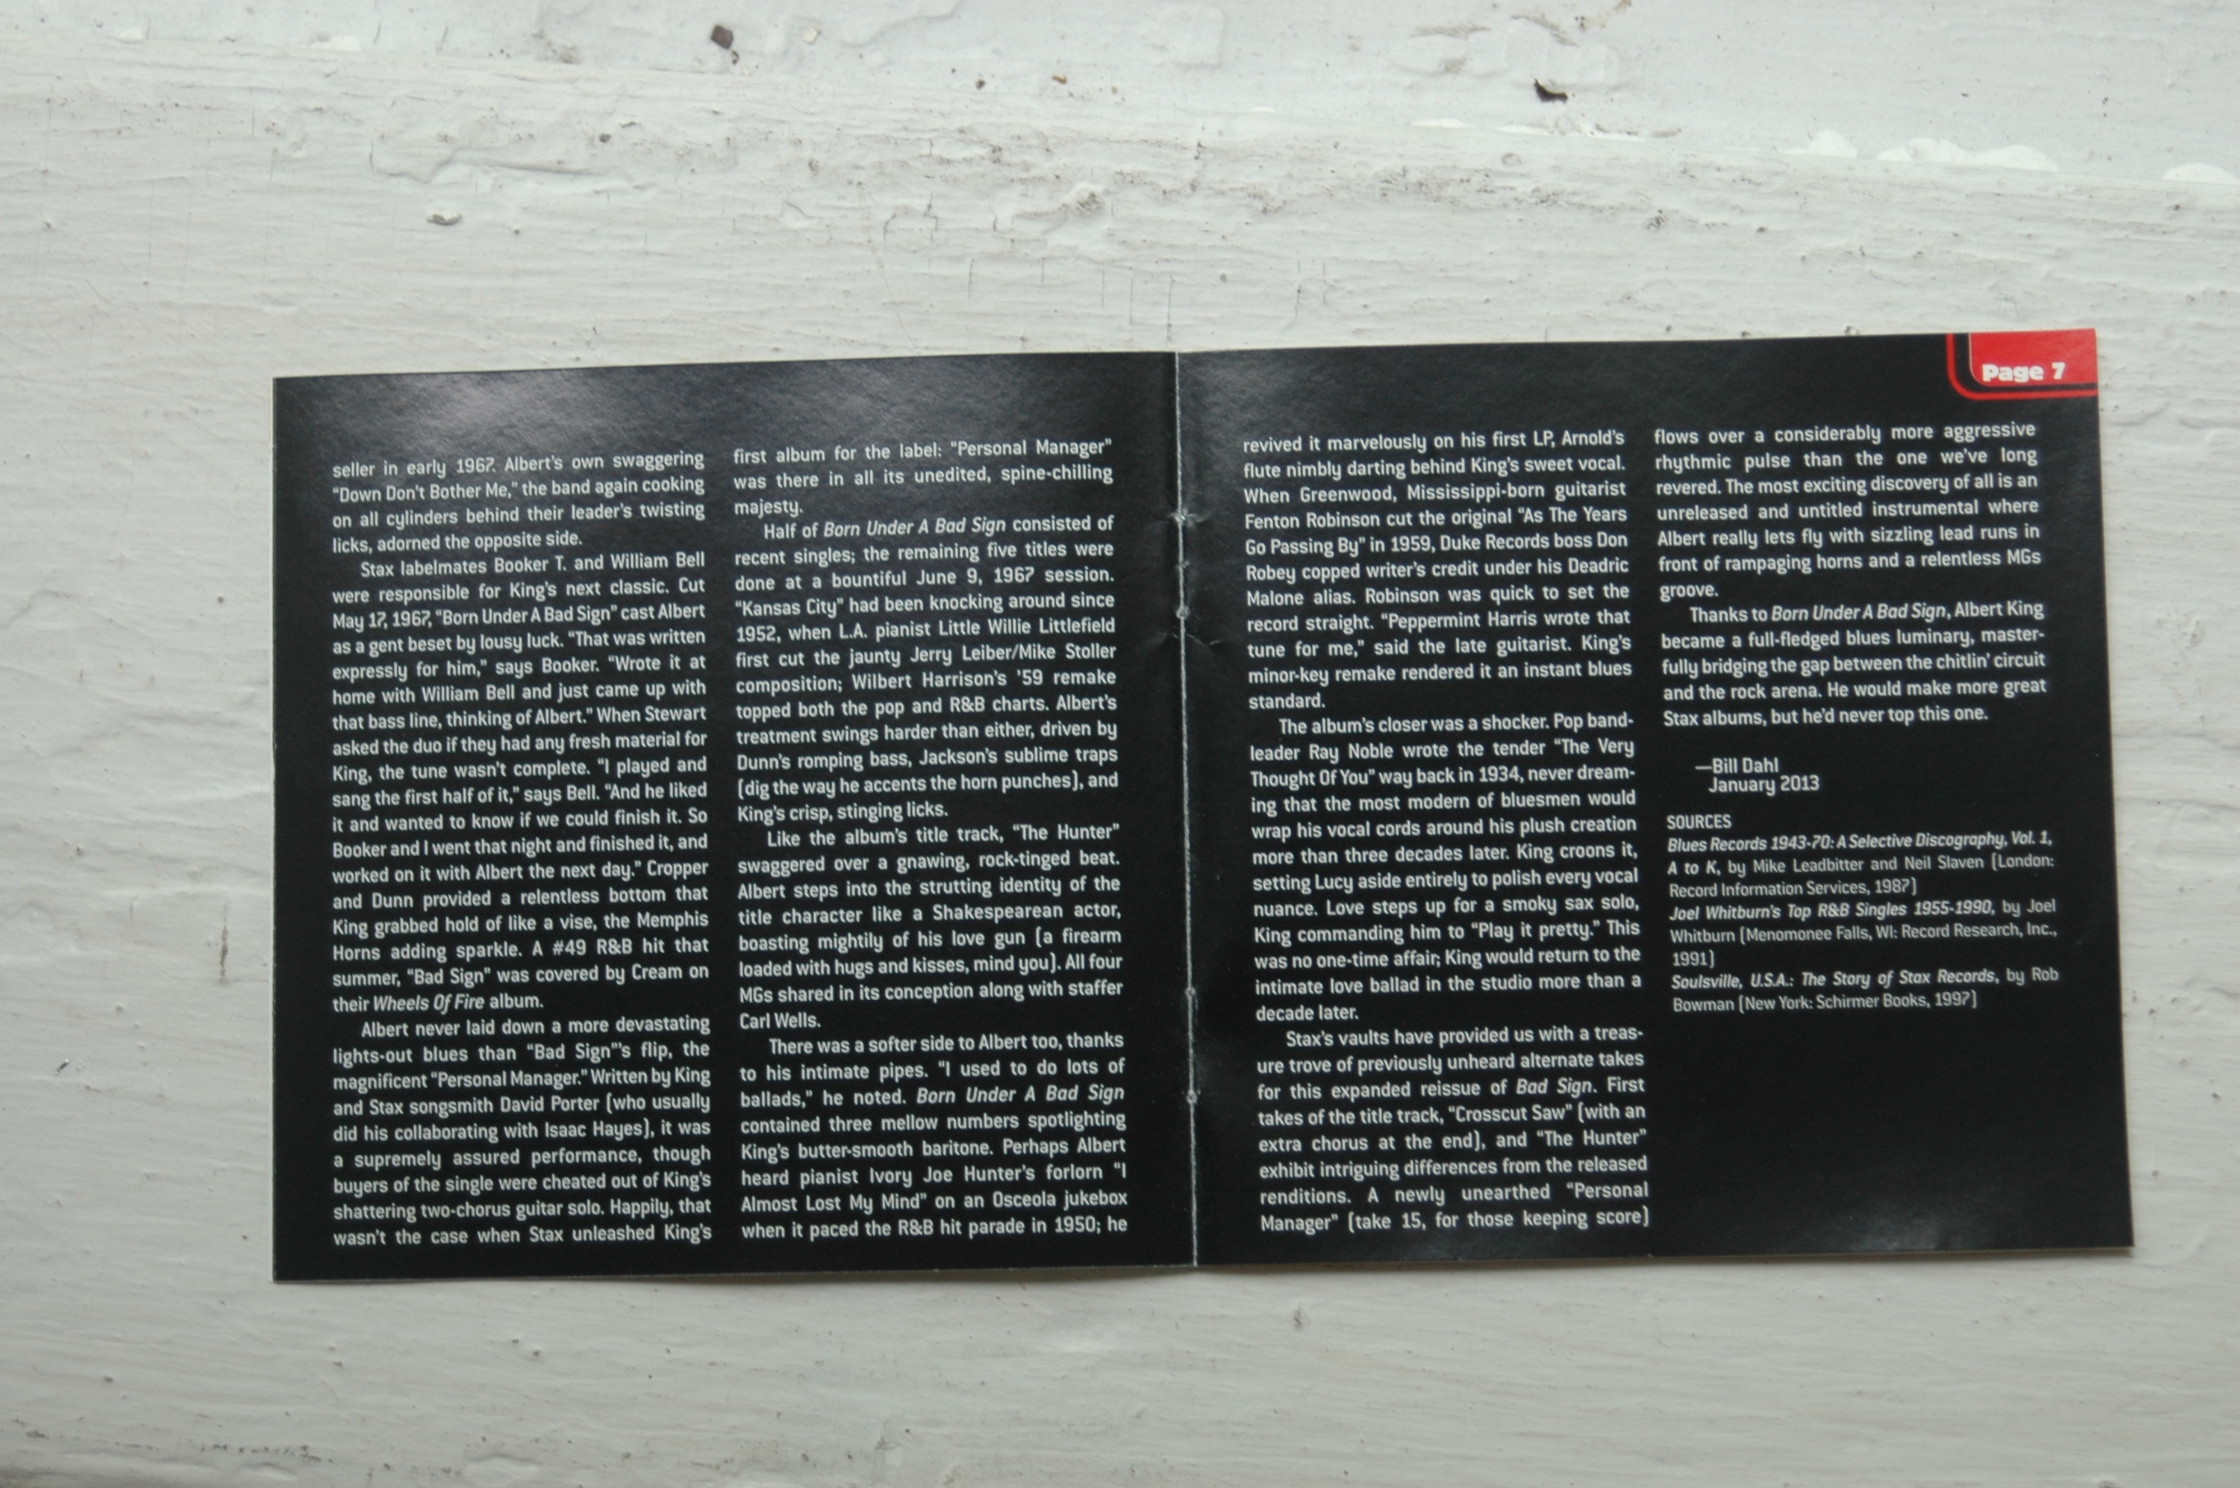 seller in early 1967. Albert's own swaggering
"Down Don't Bother Me," the band again cooking
on all cylinders behind their leader's twisting
licks, adorned the opposite side.
Stax labelmates Booker T. and William Bell
were responsible for King's next classic. Cut
May 17, 1967, "Born Under A Bad Sign" cast Albert
as a gent beset by lousy luck. "That was written
expressly for him," says Booker. "Wrote it at
home with William Bell and just came up with
that bass line, thinking of Albert." When Stewart
asked the duo if they had any fresh material for
King, the tune wasn't complete. "I played and
sang the first half of it," says Bell. "And he liked
it and wanted to know if we could finish it. So
Booker and I went that night and finished it, and
worked on it with Albert the next day." Cropper
and Dunn provided a relentless bottom that
King grabbed hold of like a vise, the Memphis
Horns adding sparkle. A #49 R&B hit that
summer, "Bad Sign" was covered by Cream on
their Wheels Of Fire album.
Albert never laid down a more devastating
lights-out blues than "Bad Sign"'s flip, the
magnificent "Personal Manager." Written by King
and Stax songsmith David Porter (who usually
did his collaborating with Isaac Hayes), it was
a supremely assured performance, though
buyers of the single were cheated out of King's
shattering two-chorus guitar solo. Happily, that
wasn't the case when Stax unleashed King's
first album for the label: "Personal Manager"
was there in all its unedited, spine-chilling
majesty.
Half of Born Under A Bad Sign consisted of
recent singles; the remaining five titles were
done at a bountiful June 9, 1967 session.
"Kansas City" had been knocking around since
1952, when L.A. pianist Little Willie Littlefield
first cut the jaunty Jerry Leiber/Mike Stoller
composition; Wilbert Harrison's '59 remake
topped both the pop and R&B charts. Albert's
treatment swings harder than either, driven by
Dunn's romping bass, Jackson's sublime traps
(dig the way he accents the horn punches), and
King's crisp, stinging licks.
Like the album's title track, "The Hunter"
swaggered over a gnawing, rock-tinged beat.
Albert steps into the strutting identity of the
title character like a Shakespearean actor,
boasting mightily of his love gun (a firearm
loaded with hugs and kisses, mind you). All four
MGs shared in its conception along with staffer
Carl Wells.
There was a softer side to Albert too, thanks
to his intimate pipes. "I used to do lots of
ballads," he noted. Born Under A Bad Sign
contained three mellow numbers spotlighting
King's butter-smooth baritone. Perhaps Albert
heard pianist Ivory Joe Hunter's forlorn "I
Almost Lost My Mind" on an Osceola jukebox
when it paced the R&B hit parade in 1950; he
Page 7
revived it marvelously on his first LP, Arnold's
flute nimbly darting behind King's sweet vocal.
When Greenwood, Mississippi-born guitarist
Fenton Robinson cut the original "As The Years
Go Passing By" in 1959, Duke Records boss Don
Robey copped writer's credit under his Deadric
Malone alias. Robinson was quick to set the
record straight. "Peppermint Harris wrote that
tune for me," said the late guitarist. King's
minor-key remake rendered it an instant blues
standard.
The album's closer was a shocker. Pop band-
leader Ray Noble wrote the tender "The Very
Thought Of You" way back in 1934, never dream-
ing that the most modern of bluesmen would
wrap his vocal cords around his plush creation
more than three decades later. King croons it,
setting Lucy aside entirely to polish every vocal
nuance. Love steps up for a smoky sax solo,
King commanding him to "Play it pretty." This
was no one-time affair; King would return to the
intimate love ballad in the studio more than a
decade later.
Stax's vaults have provided us with a treas-
ure trove of previously unheard alternate takes
for this expanded reissue of Bad Sign. First
takes of the title track, "Crosscut Saw" (with an
extra chorus at the end), and "The Hunter"
exhibit intriguing differences from the released
renditions. A newly unearthed "Personal
Manager" (take 15, for those keeping score)
flows over a considerably more aggressive
rhythmic pulse than the one we've long
revered. The most exciting discovery of all is an
unreleased and untitled instrumental where
Albert really lets fly with sizzling lead runs in
front of rampaging horns and a relentless MGs
groove.
Thanks to Born Under A Bad Sign, Albert King
became a full-fledged blues luminary, master-
fully bridging the gap between the chitlin' circuit
and the rock arena. He would make more great
Stax albums, but he'd never top this one.
—Bill Dahl
January 2013
SOURCES
Blues Records 1943-70: A Selective Discography, Vol. 1,
A to K, by Mike Leadbitter and Neil Slaven (London:
Record Information Services, 1987)
Joel Whitburn's Top R&B Singles 1955-1990, by Joel
Whitburn (Menomonee Falls, WI: Record Research, Inc.,
1991)
Soulsville, U.S.A.: The Story of Stax Records, by Rob
Bowman (New York: Schirmer Books, 1997)